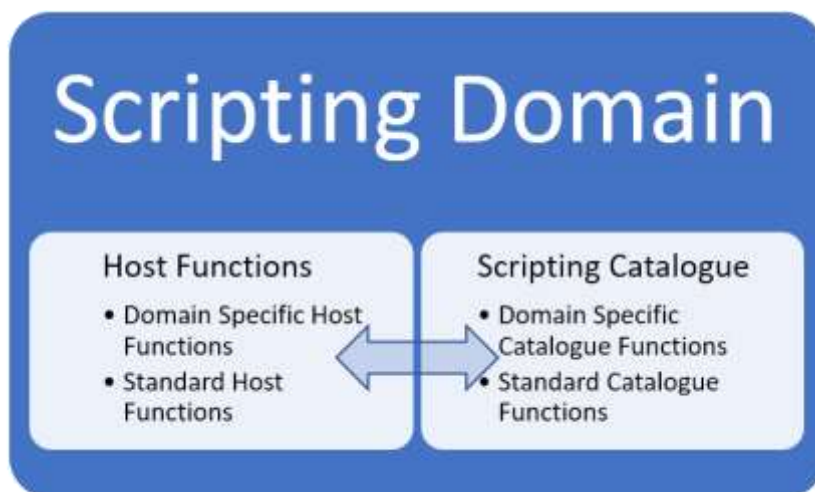 Scripting Domain
Host Functions
• Domain Specific Host
Functions
• Standard Host
Functions
Scripting Catalogue
• Domain Specific
Catalogue Functions
• Standard Catalogue
Functions